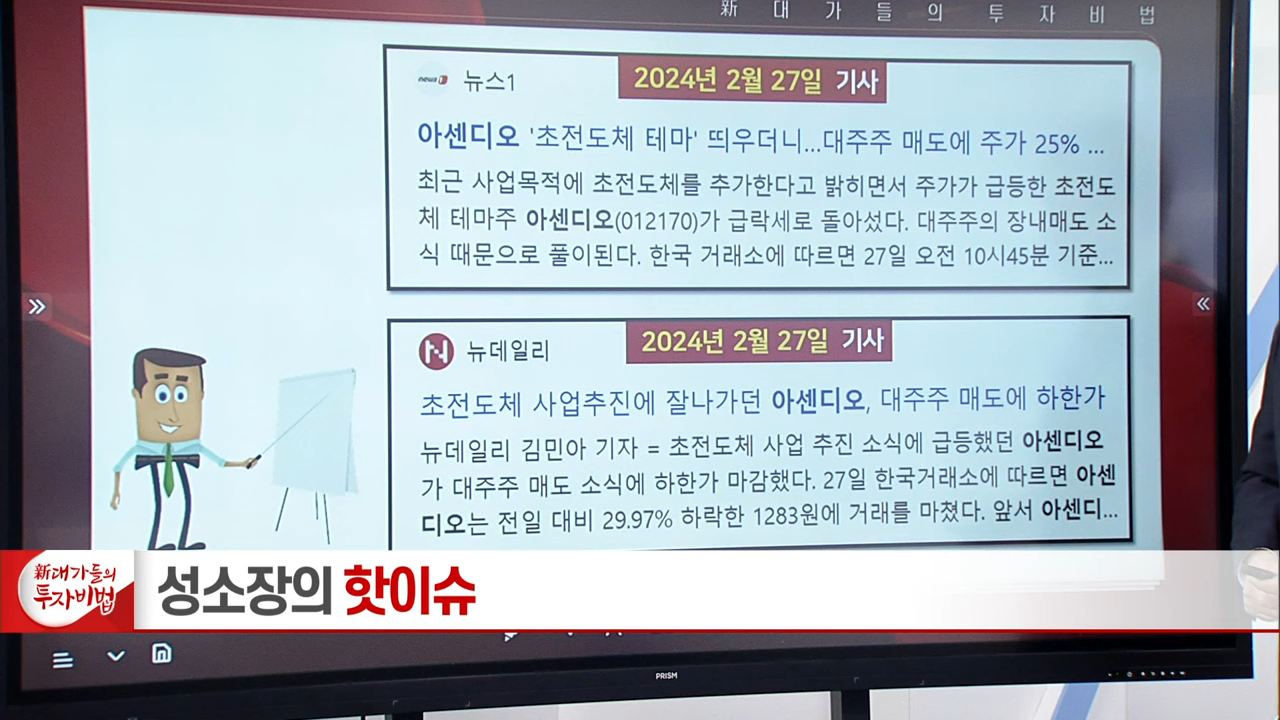 新 대 가 들 의 투 자 비 법
news1 뉴스1
2024년 2월 27일 기사
아센디오 '초전도체 테마' 띄우더니...대주주 매도에 주가 25% ...
최근 사업목적에 초전도체를 추가한다고 밝히면서 주가가 급등한 초전도
체 테마주 아센디오(012170)가 급락세로 돌아섰다. 대주주의 장내매도 소
식 때문으로 풀이된다. 한국 거래소에 따르면 27일 오전 10시45분 기준...
뉴데일리
2024년 2월 27일 기사
초전도체 사업추진에 잘나가던 아센디오, 대주주 매도에 하한가
뉴데일리 김민아 기자 = 초전도체 사업 추진 소식에 급등했던 아센디오
가 대주주 매도 소식에 하한가 마감했다. 27일 한국거래소에 따르면 아센
디오는 전일 대비 29.97% 하락한 1283원에 거래를 마쳤다. 앞서 아센디...
新대가들의
투자비법
성소장의 핫이슈
PRISM